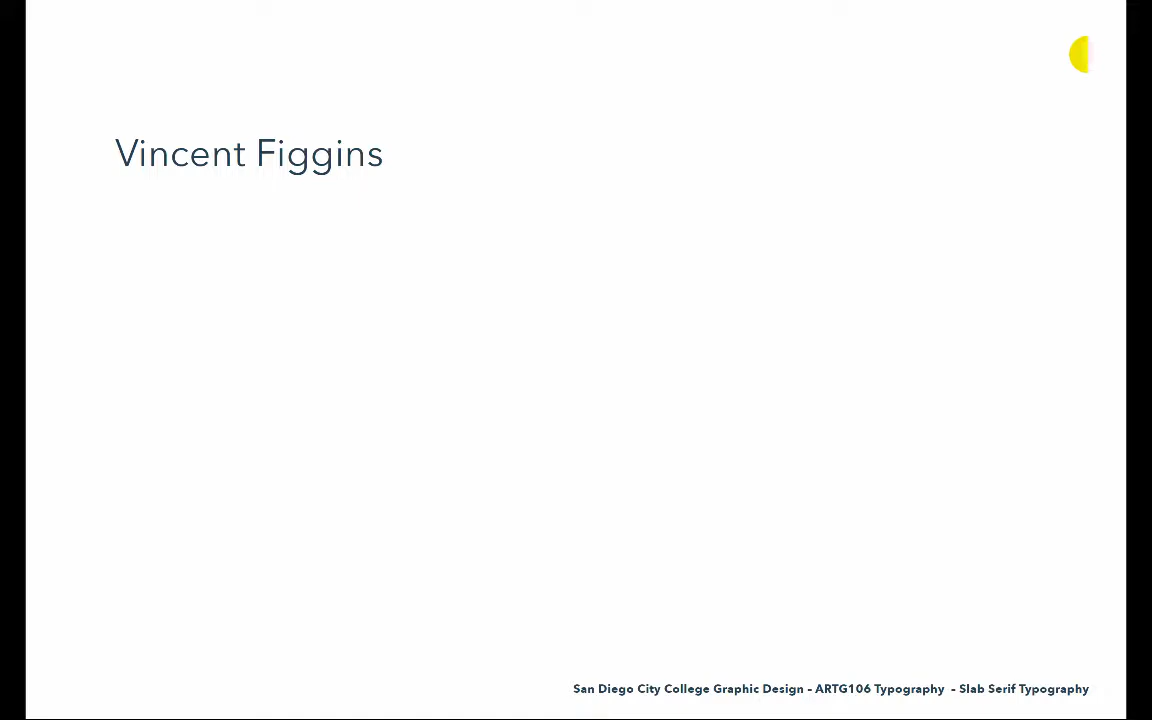 Vincent Figgins
San Diego City College Graphic Design – ARTG106 Typography – Slab Serif Typography